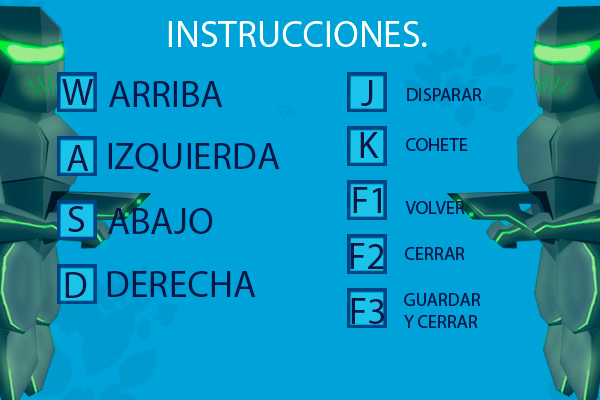 INSTRUCCIONES.
W ARRIBA
A IZQUIERDA
S ABAJO
D DERECHA
J DISPARAR
K COHETE
F1 VOLVER
F2 CERRAR
F3 GUARDAR
Y CERRAR